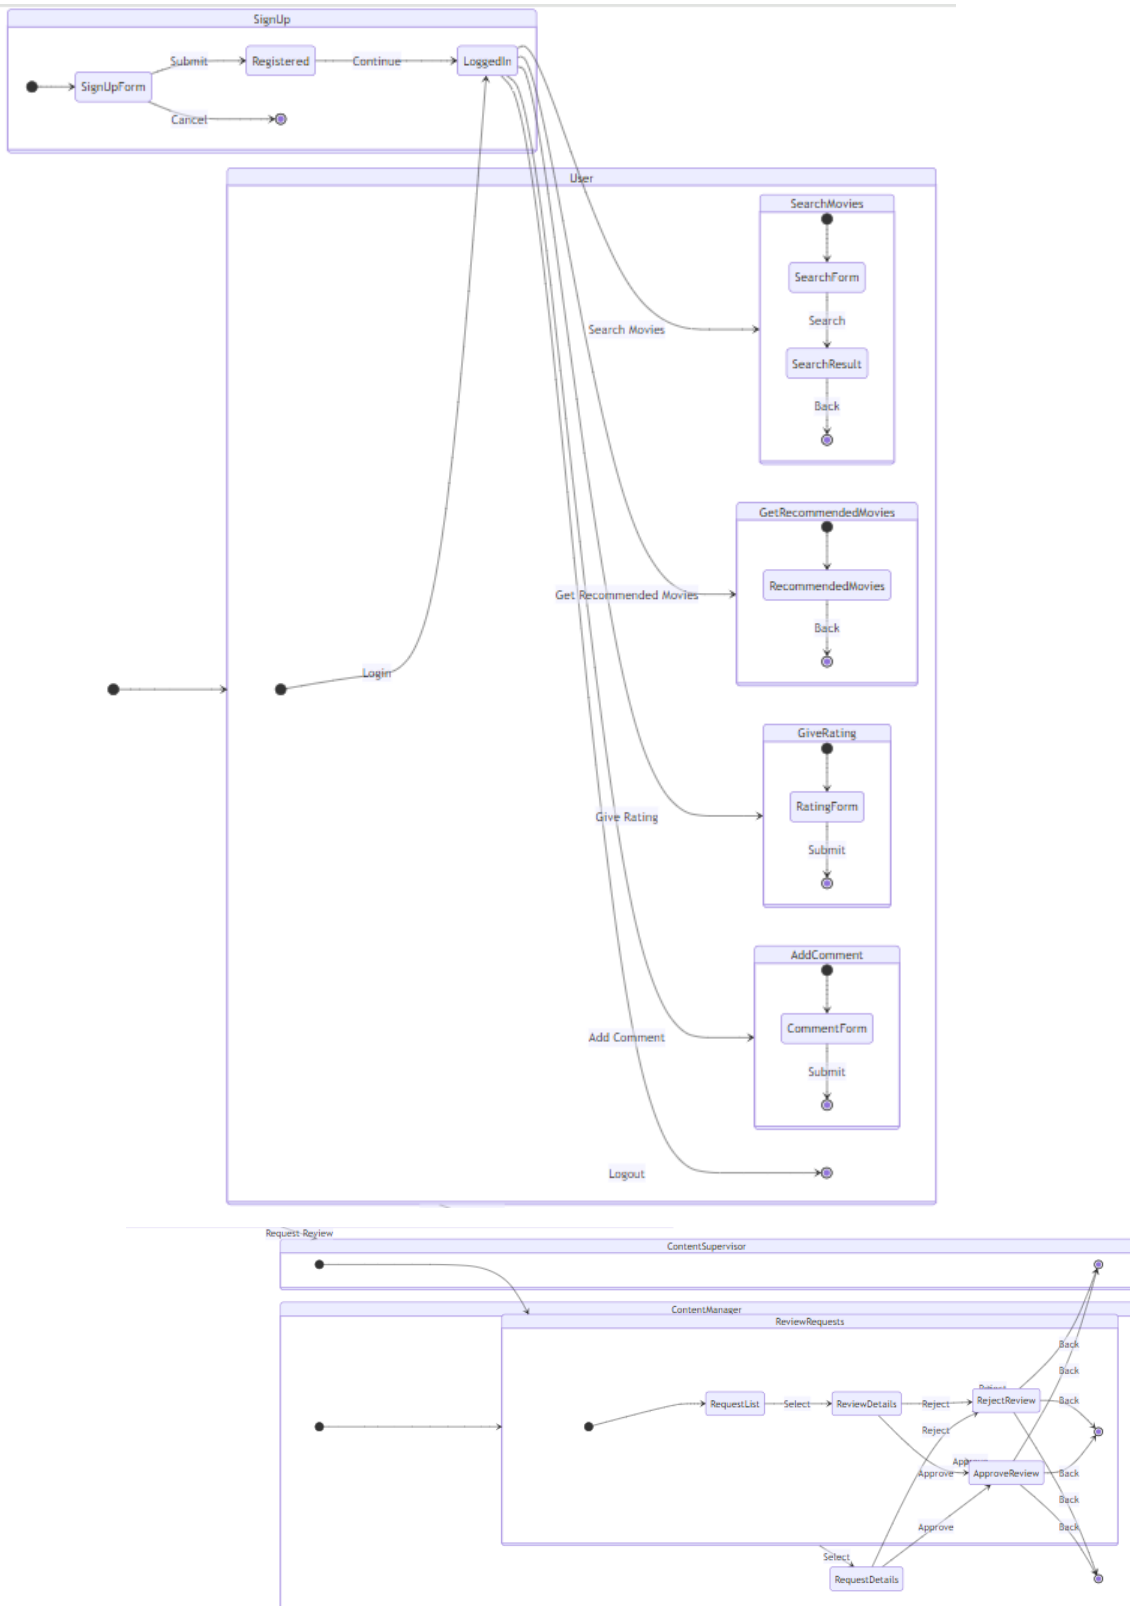 SignUp
Submit
Registered
Continue
LoggedIn
SignUpForm
Cancel
User
SearchMovies
SearchForm
Search
Search Movies
SearchResult
Back
GetRecommendedMovies
RecommendedMovies
Get Recommended Movies
Back
Login
GiveRating
RatingForm
Give Rating
Submit
AddComment
CommentForm
Add Comment
Submit
Logout
Request Review
ContentSupervisor
ContentManager
ReviewRequests
Back
Back
Reject
RequestList
Select
ReviewDetails
Reject
RejectReview
Back
Reject
Approve
Approve
ApproveReview
Back
Back
Approve
Back
Select
RequestDetails